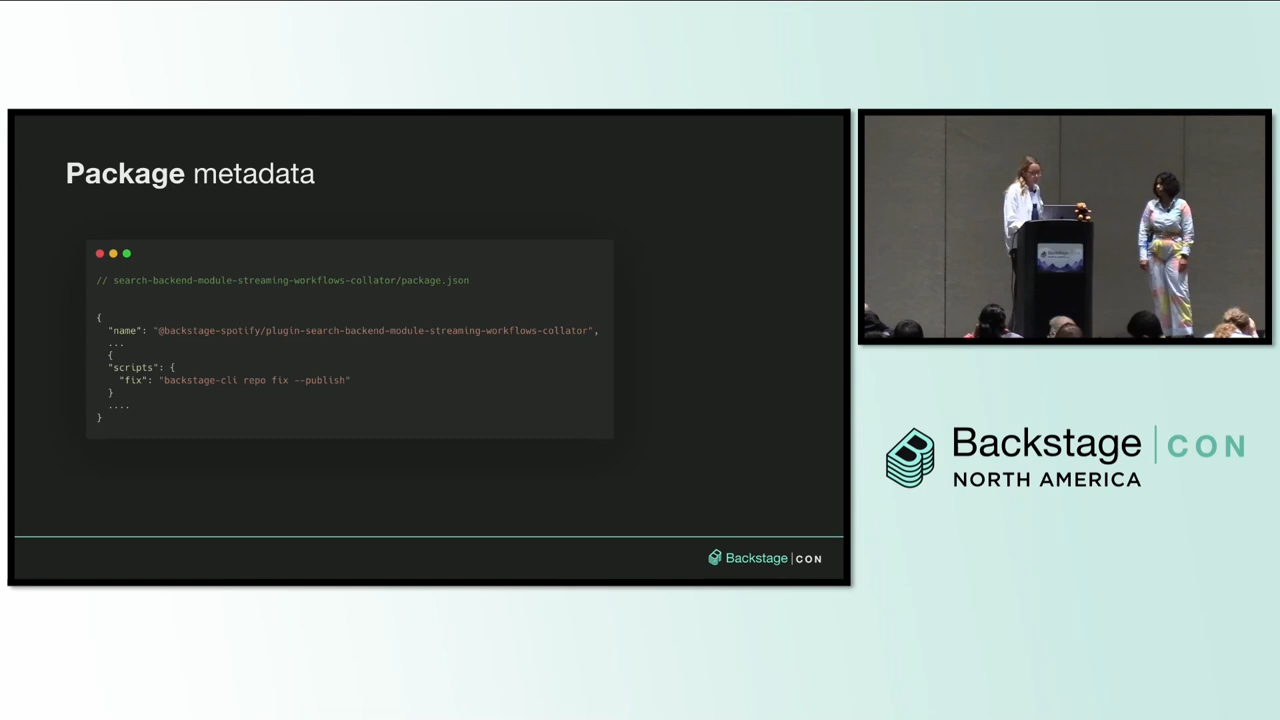 Package metadata
// search-backend-module-streaming-workflows-collator/package.json
{
"name": "@backstage-spotify/plugin-search-backend-module-streaming-workflows-collator",
...
{
"scripts": {
"fix": "backstage-cli repo fix --publish"
}
....
}
Backstage | CON
Backstage | CON
NORTH AMERICA